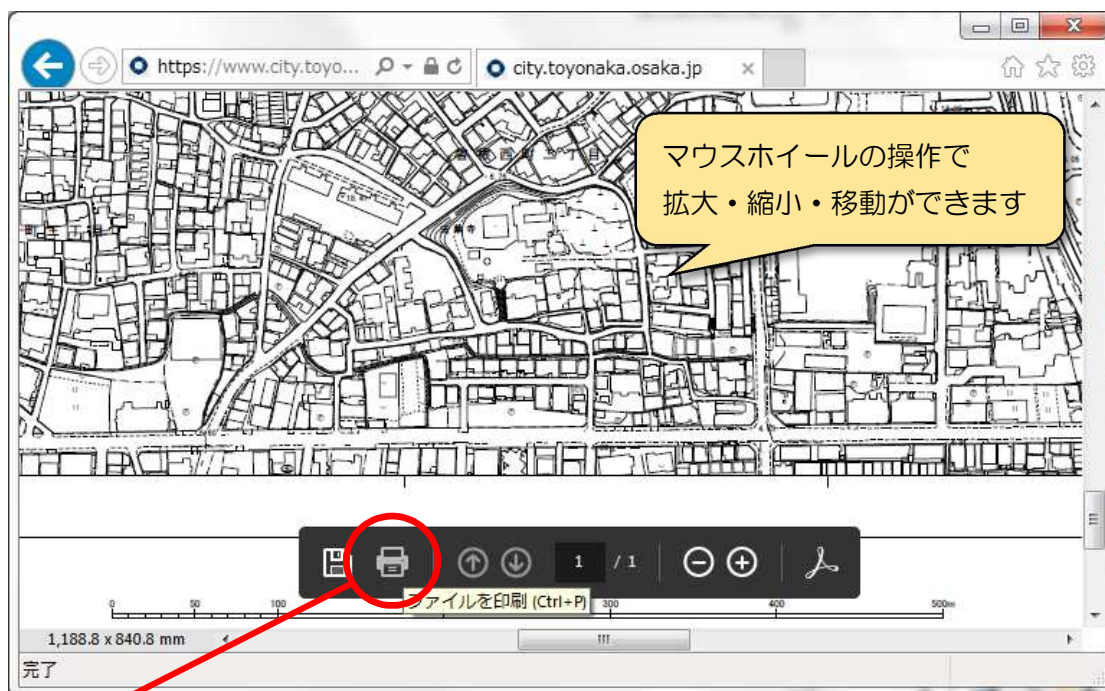 https://www.city.toyo...
city.toyonaka.osaka.jp
マウスホイールの操作で
拡大・縮小・移動ができます
1 / 1
ファイルを印刷 (Ctrl+P)
0 50 100 300 400 500m
1,188.8 x 840.8 mm
完了